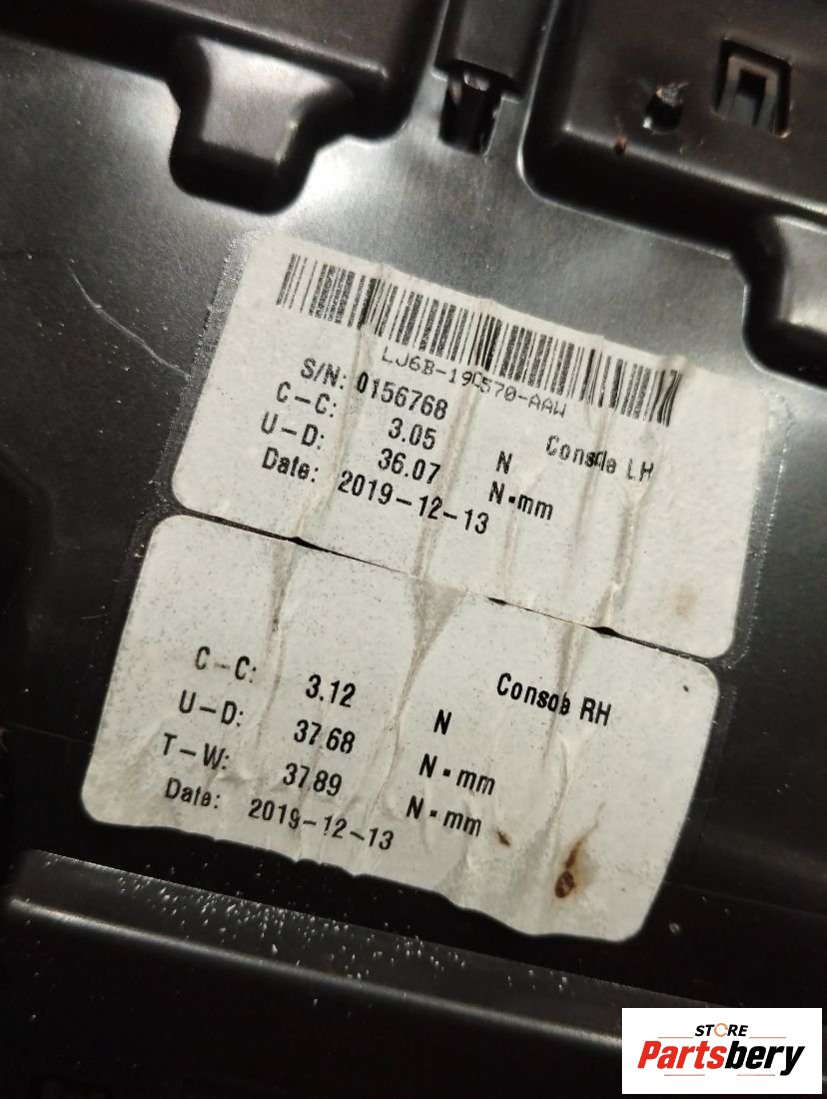 LJ6B-19C570-AAW
S/N: 0156768
C-C: 3.05 N Console LH
U-D: 36.07 N·mm
Date: 2019-12-13
C-C: 3.12 N Console RH
U-D: 37.68 N·mm
T-W: 37.89 N·mm
Date: 2019-12-13
STORE
Partsbery